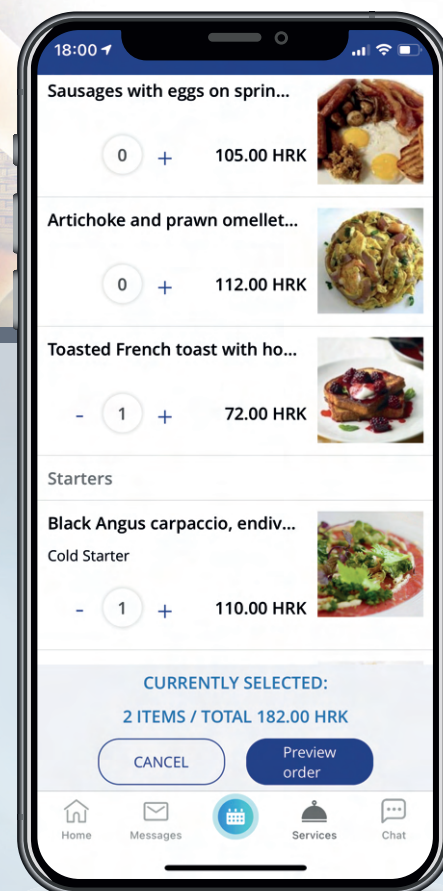 18:00
Sausages with eggs on sprin...
0 + 105.00 HRK
Artichoke and prawn omellet...
0 + 112.00 HRK
Toasted French toast with ho...
- 1 + 72.00 HRK
Starters
Black Angus carpaccio, endiv...
Cold Starter
- 1 + 110.00 HRK
CURRENTLY SELECTED:
2 ITEMS / TOTAL 182.00 HRK
CANCEL
Preview
order
Home Messages Services Chat